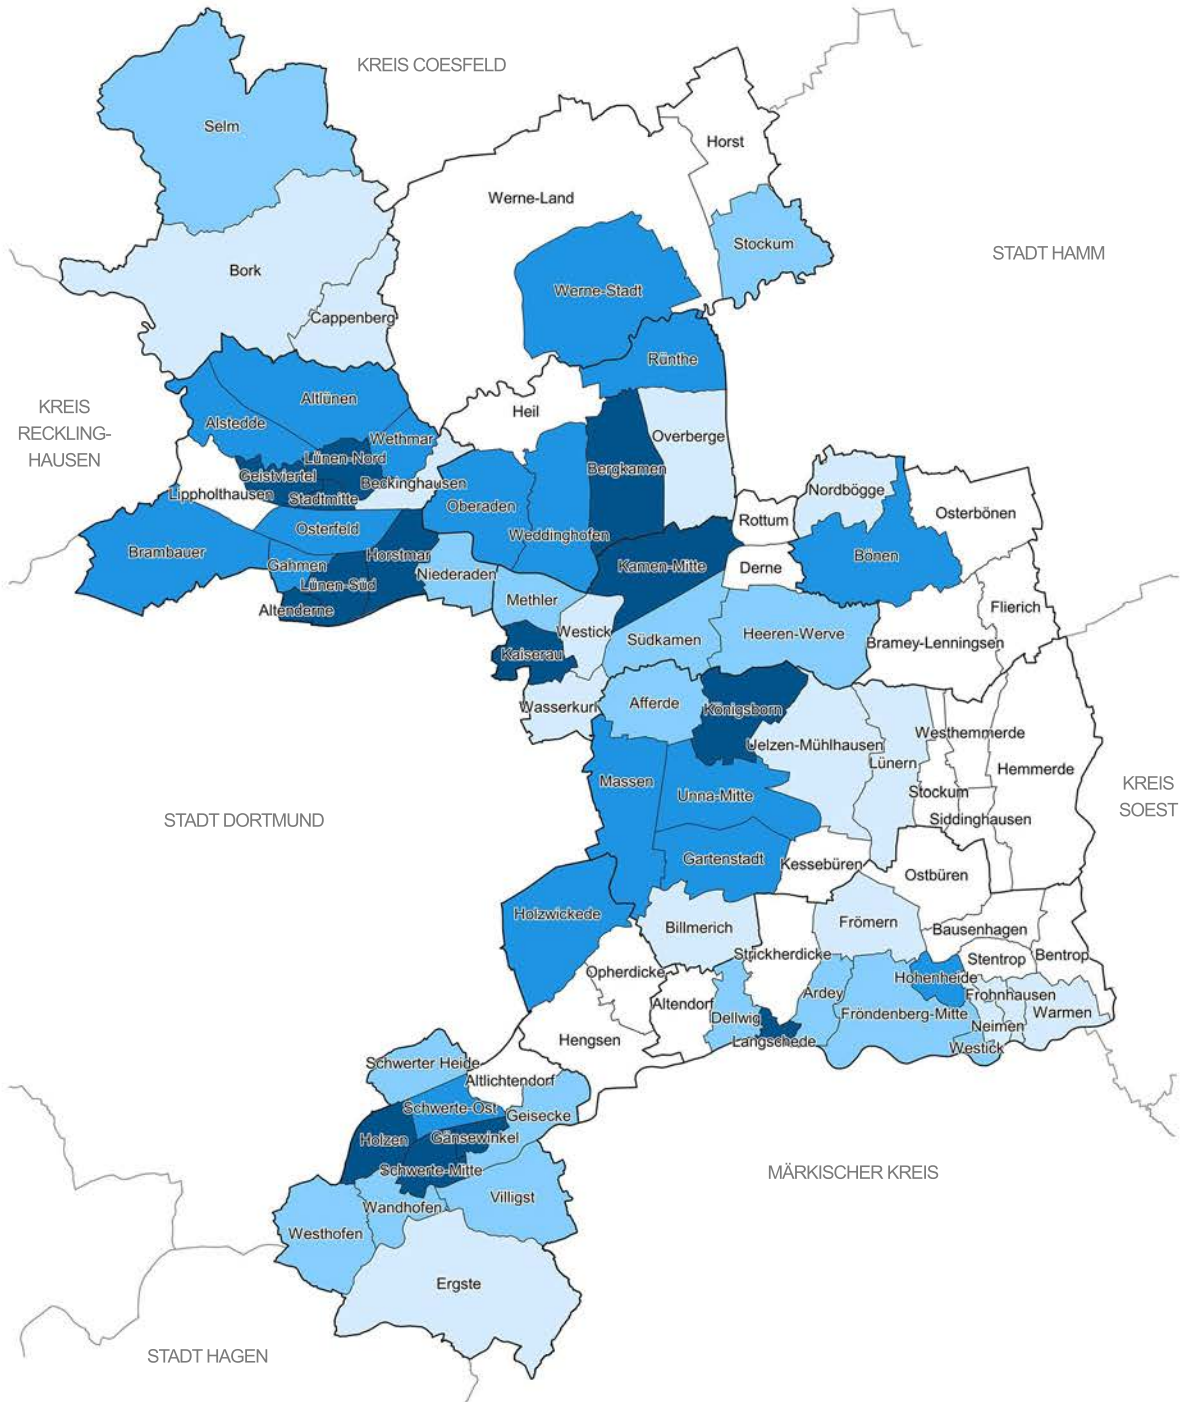 KREIS COESFELD
Selm
Horst
Werne-Land
Stockum
STADT HAMM
Bork
Werne-Stadt
Cappenberg
Rünthe
KREIS
RECKLING-
HAUSEN
Altlünen
Heil
Alstedde
Wethmar
Overberge
Lünen-Nord
Bergkamen
Geistviertel
Beckinghausen
Nordbögge
Lippholthausen
Stadtmitte
Oberaden
Osterbönen
Rottum
Osterfeld
Weddinghofen
Brambauer
Horstmar
Bönen
Gahmen
Kamen-Mitte
Derne
Lünen-Süd
Niederaden
Altenderne
Methler
Flierich
Westick
Südkamen
Heeren-Werve
Bramey-Lenningsen
Kaiserau
Wasserkurl
Afferde
Königsborn
Westhemmerde
Uelzen-Mühlhausen
Lünern
Hemmerde
Massen
Unna-Mitte
Stockum
KREIS
SOEST
STADT DORTMUND
Siddinghausen
Gartenstadt
Kessebüren
Ostbüren
Holzwickede
Billmerich
Frömern
Bausenhagen
Strickherdicke
Stentrop
Bentrop
Opherdicke
Hohenheide
Ardey
Frohnhausen
Altendorf
Dellwig
Fröndenberg-Mitte
Warmen
Neimen
Hengsen
Langschede
Westick
Schwerter Heide
Altlichtendorf
Schwerte-Ost
Geisecke
Holzen
Gänsewinkel
Schwerte-Mitte
MÄRKISCHER KREIS
Villigst
Wandhofen
Westhofen
Ergste
STADT HAGEN